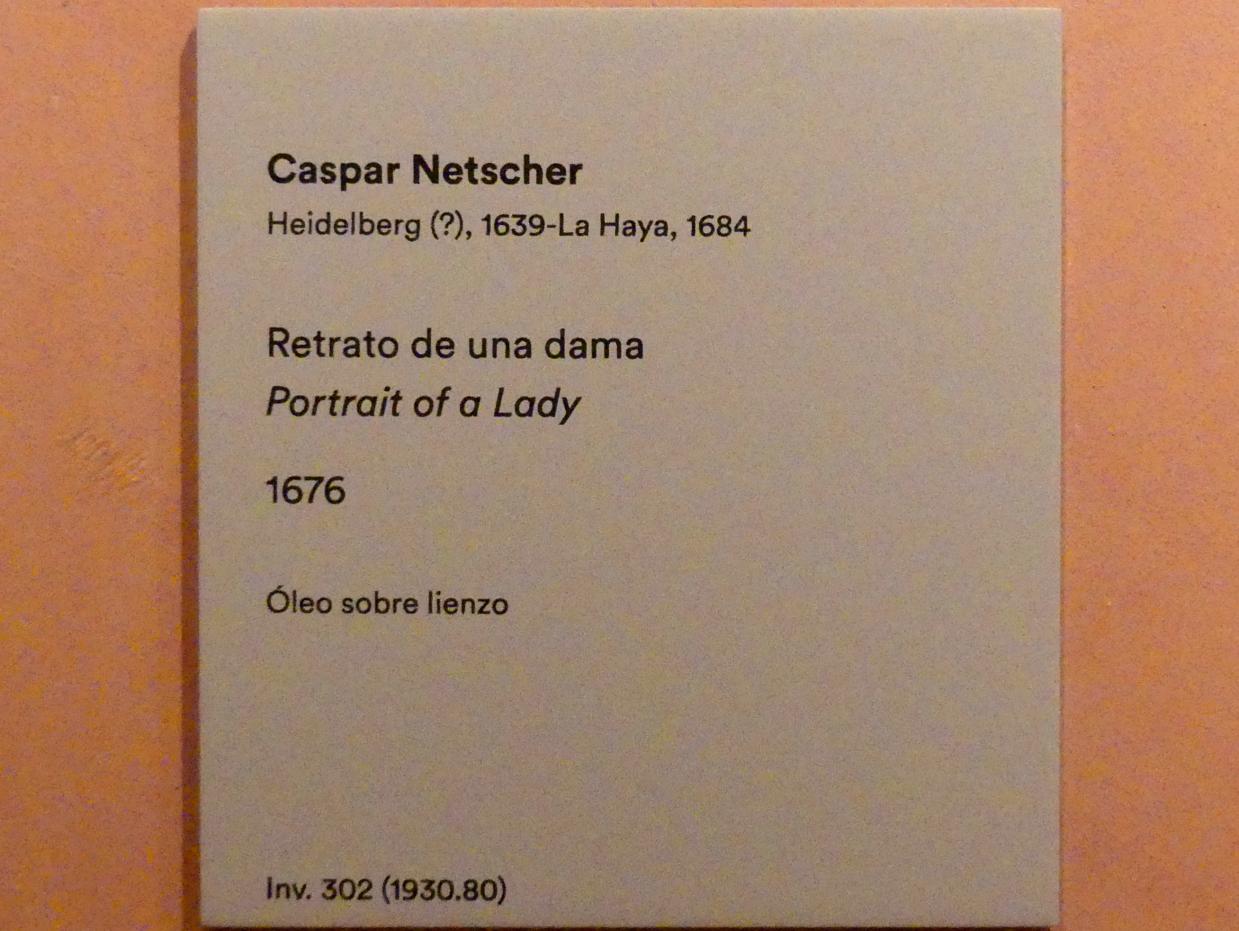 Caspar Netscher
Heidelberg (?), 1639-La Haya, 1684
Retrato de una dama
Portrait of a Lady
1676
Óleo sobre lienzo
Inv. 302 (1930.80)